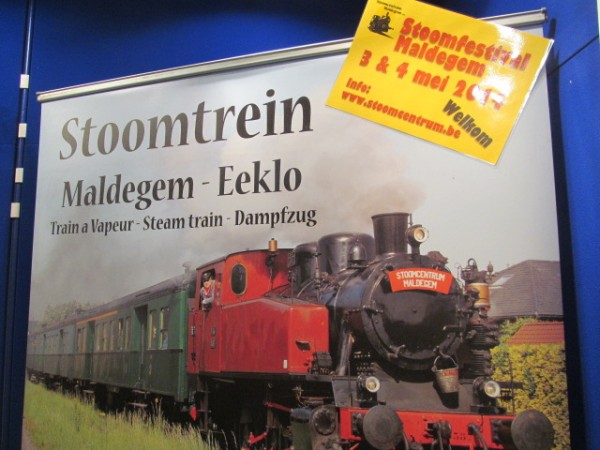 Stoomtrein
Maldegem - Eeklo
Train a Vapeur - Steam train - Dampfzug
STOOMCENTRUM
MALDEGEM
Stoomfestival
Maldegem
3 & 4 mei
Info:
www.stoomcentrum.be
Welkom